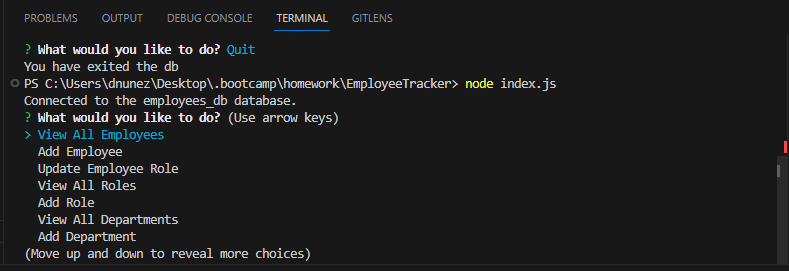 PROBLEMS OUTPUT DEBUG CONSOLE TERMINAL GITLENS
? What would you like to do? Quit
You have exited the db
PS C:\Users\dnunez\Desktop\.bootcamp\homework\EmployeeTracker> node index.js
Connected to the employees_db database.
? What would you like to do? (Use arrow keys)
> View All Employees
Add Employee
Update Employee Role
View All Roles
Add Role
View All Departments
Add Department
(Move up and down to reveal more choices)